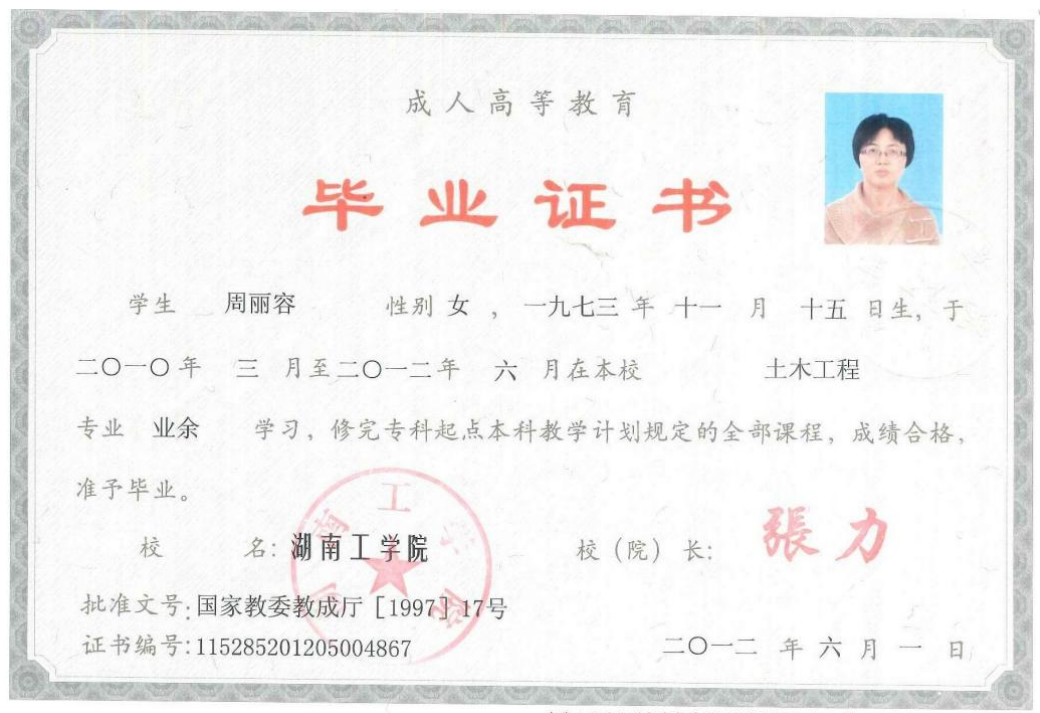 成人高等教育
毕业证书
学生 周丽容 性别 女 ，一九七三 年 十一 月 十五 日生，于
二〇一〇年 三 月至二〇一二年 六 月在本校 土木工程
专业 业余 学习，修完专科起点本科教学计划规定的全部课程，成绩合格，
准予毕业。
校 名：湖南工学院 校（院）长：張力
批准文号：国家教委教成厅［1997］17号
证书编号：115285201205004867 二〇一二 年 六 月 一 日
湖南工学院